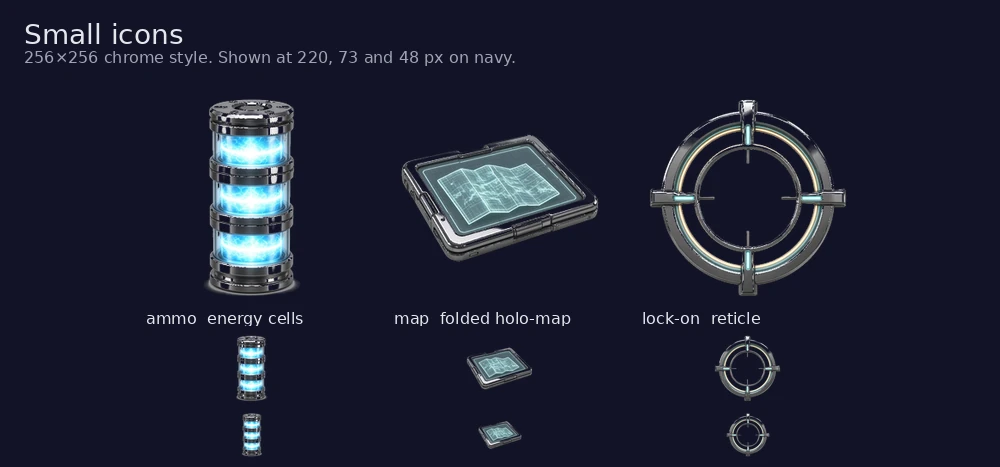 Small icons
256×256 chrome style. Shown at 220, 73 and 48 px on navy.
ammo  energy cells
map  folded holo-map
lock-on  reticle